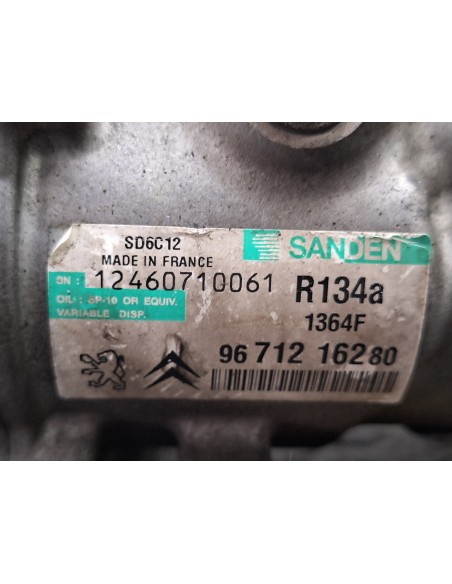 SD6C12
SANDEN
MADE IN FRANCE
SN : 12460710061
R134a
OIL : SP-10 OR EQUIV.
VARIABLE DISP.
1364F
96 712 162 80